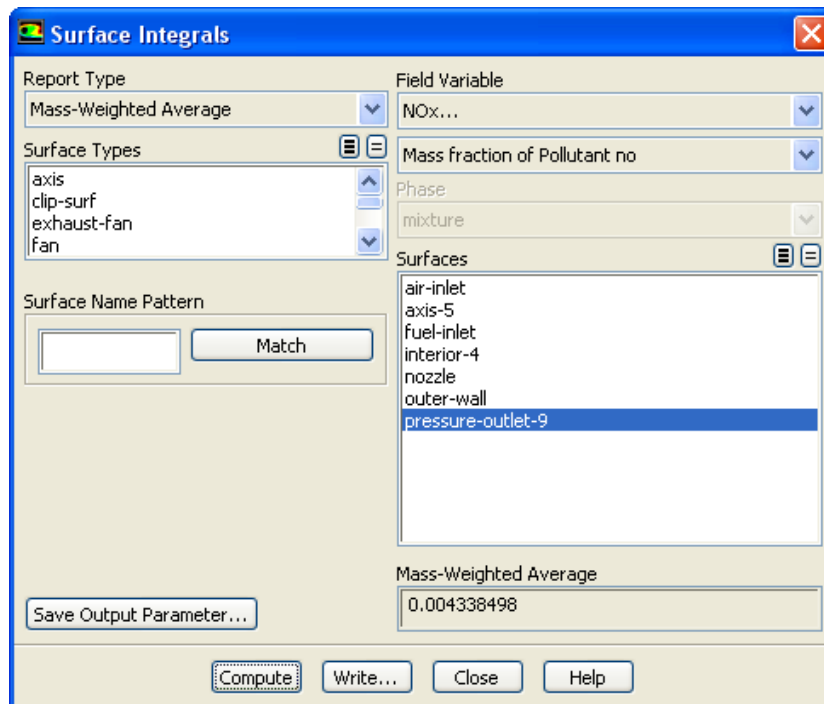 Surface Integrals
Report Type
Mass-Weighted Average
Surface Types
axis
clip-surf
exhaust-fan
fan
Surface Name Pattern
Match
Save Output Parameter...
Field Variable
NOx...
Mass fraction of Pollutant no
Phase
mixture
Surfaces
air-inlet
axis-5
fuel-inlet
interior-4
nozzle
outer-wall
pressure-outlet-9
Mass-Weighted Average
0.004338498
Compute
Write...
Close
Help